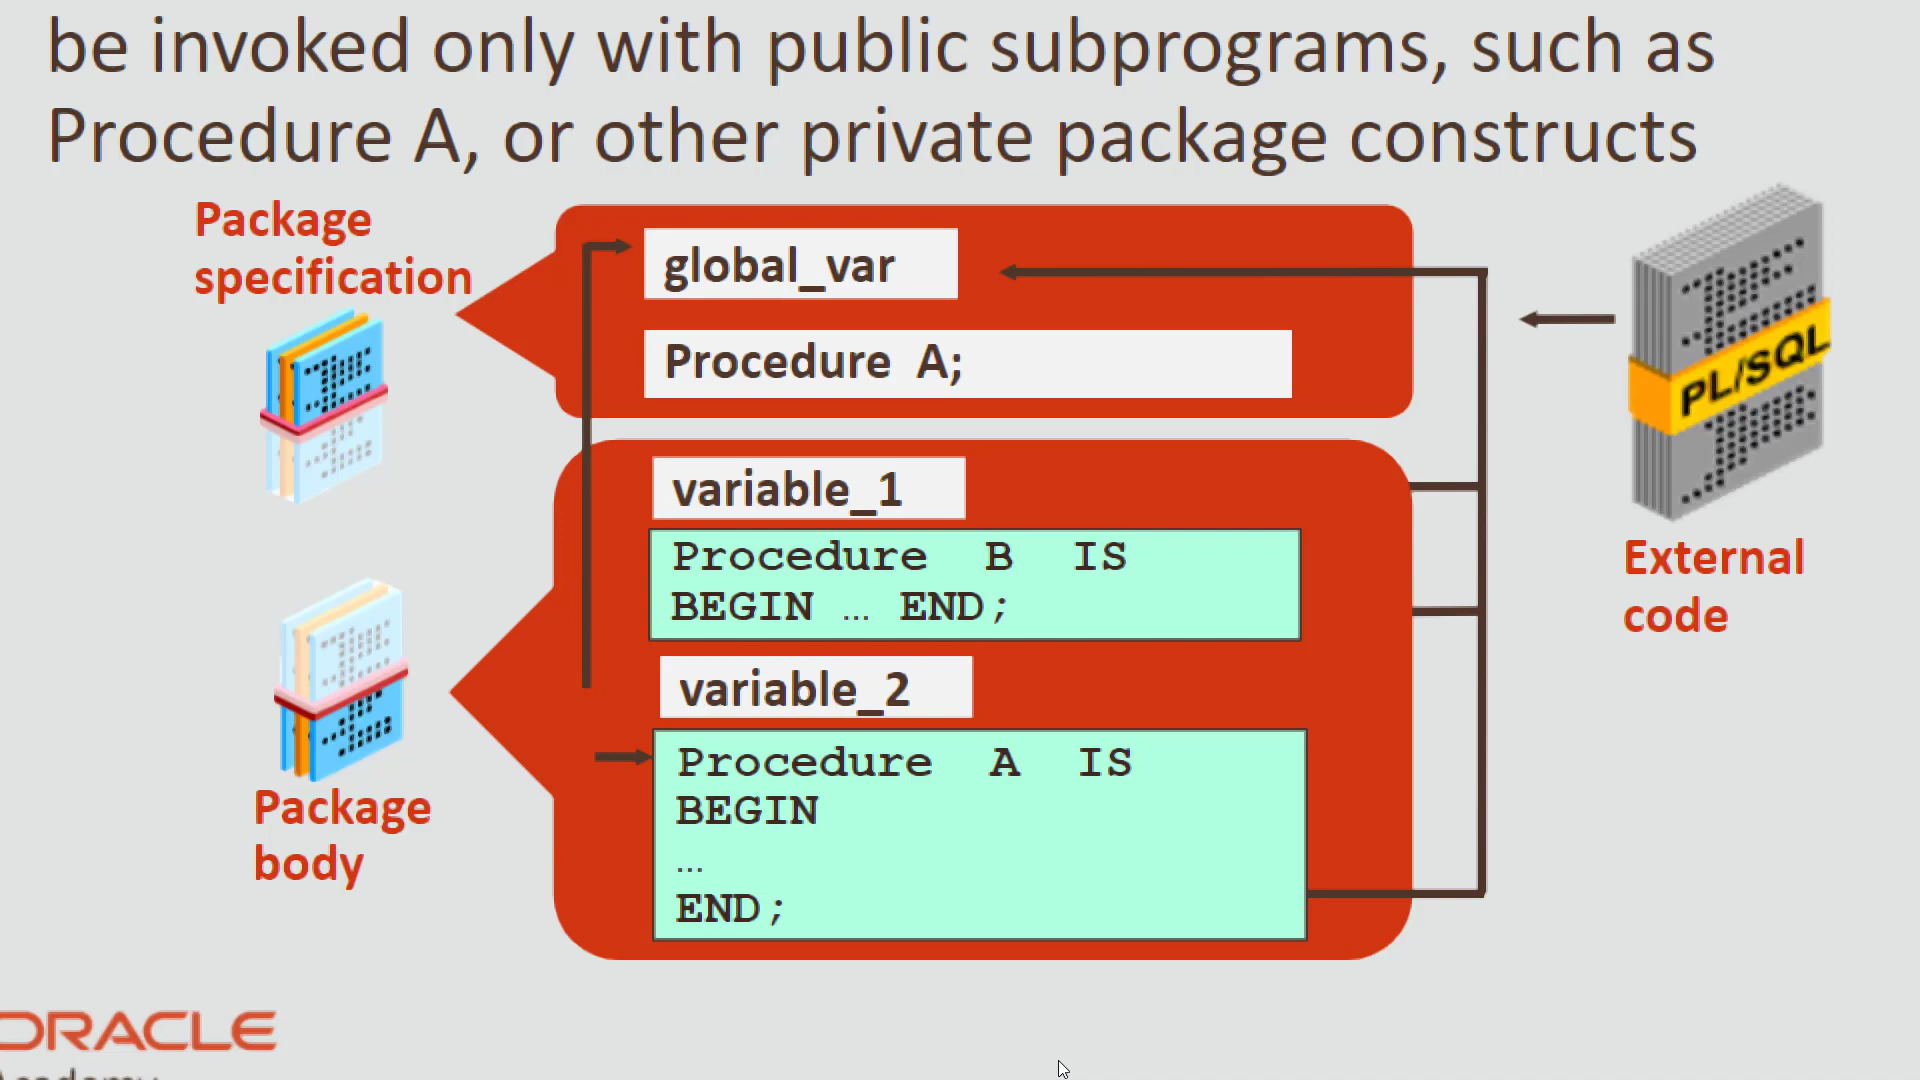 be invoked only with public subprograms, such as
Procedure A, or other private package constructs
Package
specification
global_var
Procedure A;
PL/SQL
External
code
variable_1
Procedure B IS
BEGIN … END;
variable_2
Procedure A IS
BEGIN
…
END;
Package
body
ORACLE
Academy